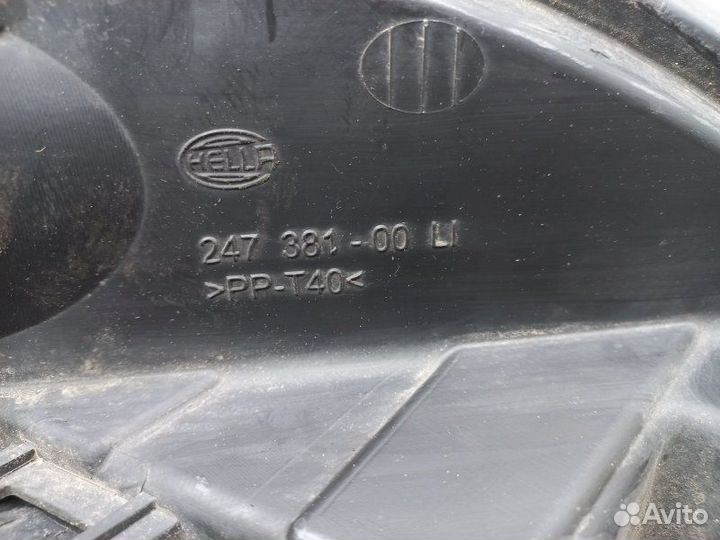 HELLA
247 381-00 LI
>PP-T40<
Avito